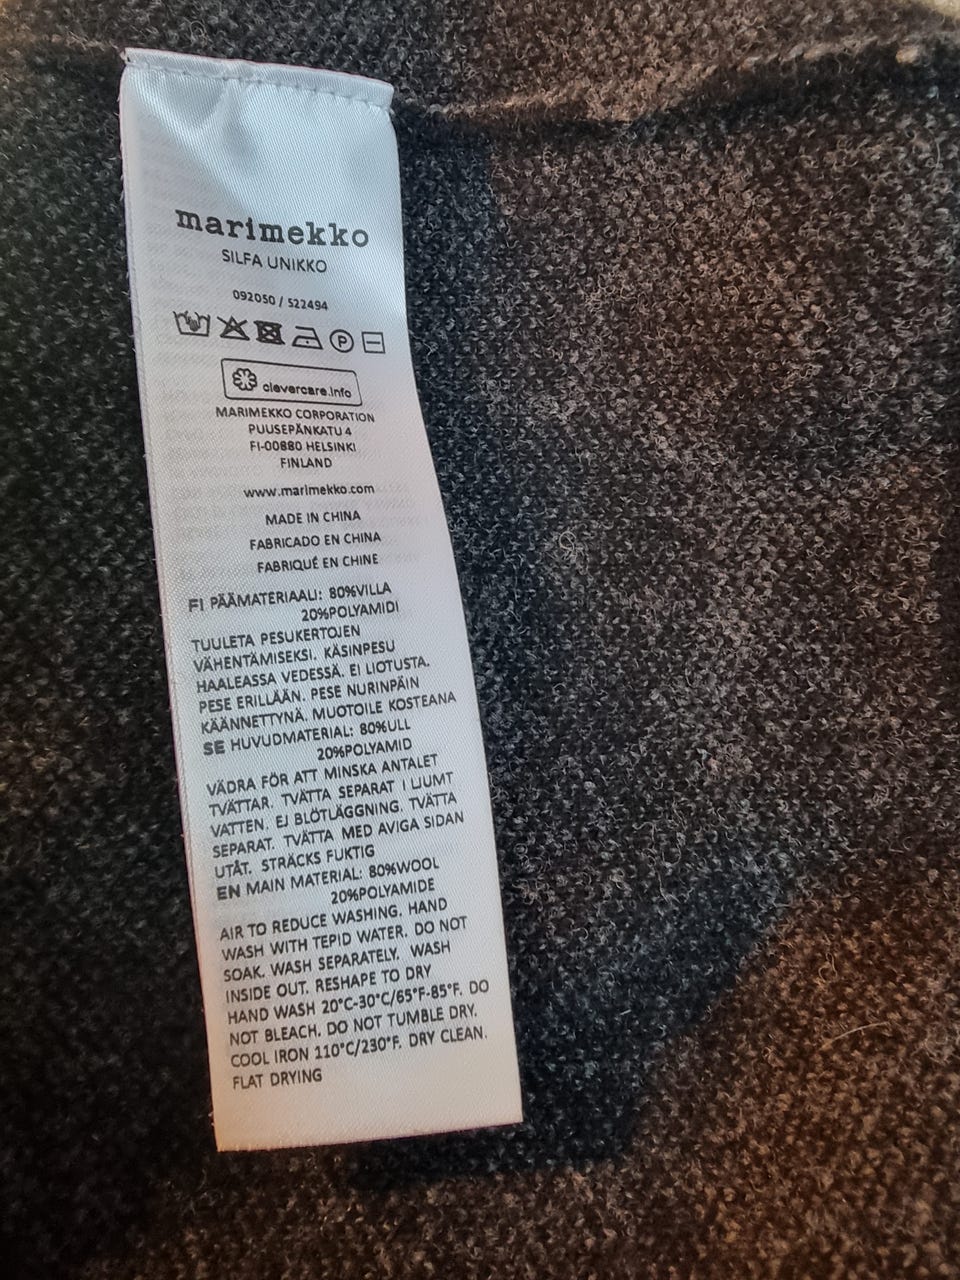 marimekko
SILFA UNIKKO
092050 / 522494
P
clevercare.info
MARIMEKKO CORPORATION
PUUSEPÄNKATU 4
FI-00880 HELSINKI
FINLAND
www.marimekko.com
MADE IN CHINA
FABRICADO EN CHINA
FABRIQUÉ EN CHINE
FI PÄÄMATERIAALI: 80%VILLA
20%POLYAMIDI
TUULETA PESUKERTOJEN
VÄHENTÄMISEKSI. KÄSINPESU
HAALEASSA VEDESSÄ. EI LIOTUSTA.
PESE ERILLÄÄN. PESE NURINPÄIN
KÄÄNNETTYNÄ. MUOTOILE KOSTEANA
SE HUVUDMATERIAL: 80%ULL
20%POLYAMID
VÄDRA FÖR ATT MINSKA ANTALET
TVÄTTAR. TVÄTTA SEPARAT I LJUMT
VATTEN. EJ BLÖTLÄGGNING. TVÄTTA
SEPARAT. TVÄTTA MED AVIGA SIDAN
UTÅT. STRÄCKS FUKTIG
EN MAIN MATERIAL: 80%WOOL
20%POLYAMIDE
AIR TO REDUCE WASHING. HAND
WASH WITH TEPID WATER. DO NOT
SOAK. WASH SEPARATELY. WASH
INSIDE OUT. RESHAPE TO DRY
HAND WASH 20°C-30°C/65°F-85°F. DO
NOT BLEACH. DO NOT TUMBLE DRY.
COOL IRON 110°C/230°F. DRY CLEAN.
FLAT DRYING